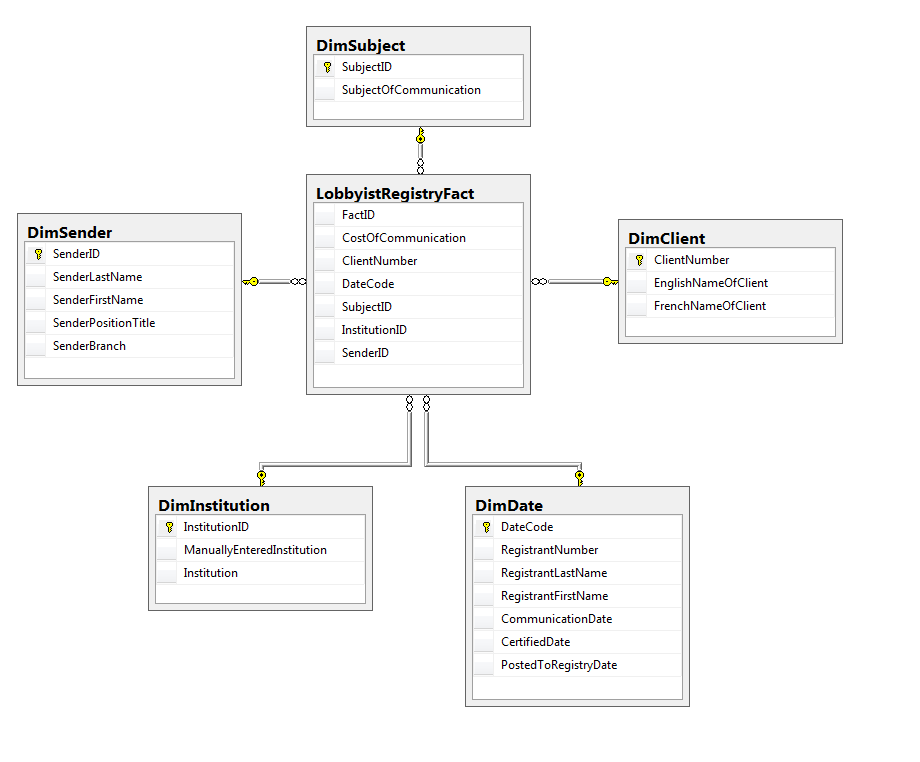 DimSubject
SubjectID
SubjectOfCommunication
LobbyistRegistryFact
FactID
CostOfCommunication
ClientNumber
DateCode
SubjectID
InstitutionID
SenderID
DimSender
SenderID
SenderLastName
SenderFirstName
SenderPositionTitle
SenderBranch
DimClient
ClientNumber
EnglishNameOfClient
FrenchNameOfClient
DimInstitution
InstitutionID
ManuallyEnteredInstitution
Institution
DimDate
DateCode
RegistrantNumber
RegistrantLastName
RegistrantFirstName
CommunicationDate
CertifiedDate
PostedToRegistryDate